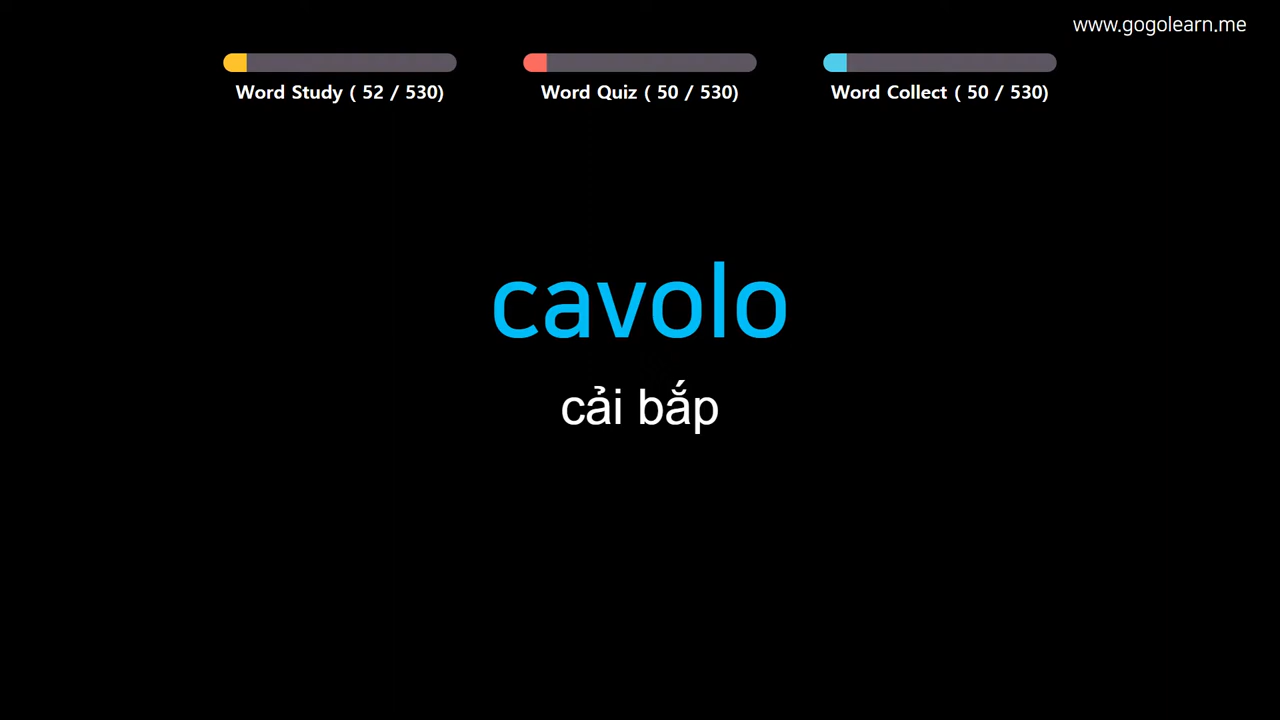 www.gogolearn.me
Word Study ( 52 / 530)
Word Quiz ( 50 / 530)
Word Collect ( 50 / 530)
cavolo
cải bắp